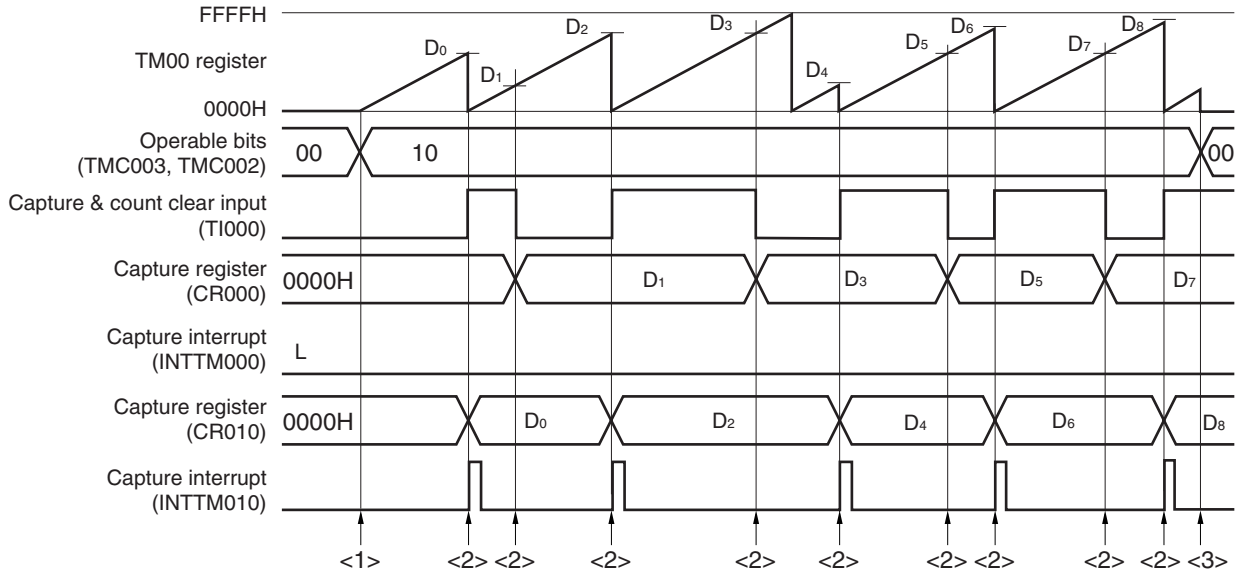 FFFFH
TM00 register
0000H
D0
D1
D2
D3
D4
D5
D6
D7
D8
Operable bits
(TMC003, TMC002)
00
10
00
Capture & count clear input
(TI000)
Capture register
(CR000)
0000H
D1
D3
D5
D7
Capture interrupt
(INTTM000)
L
Capture register
(CR010)
0000H
D0
D2
D4
D6
D8
Capture interrupt
(INTTM010)
<1> <2> <2> <2> <2> <2> <2> <2> <2> <2> <3>